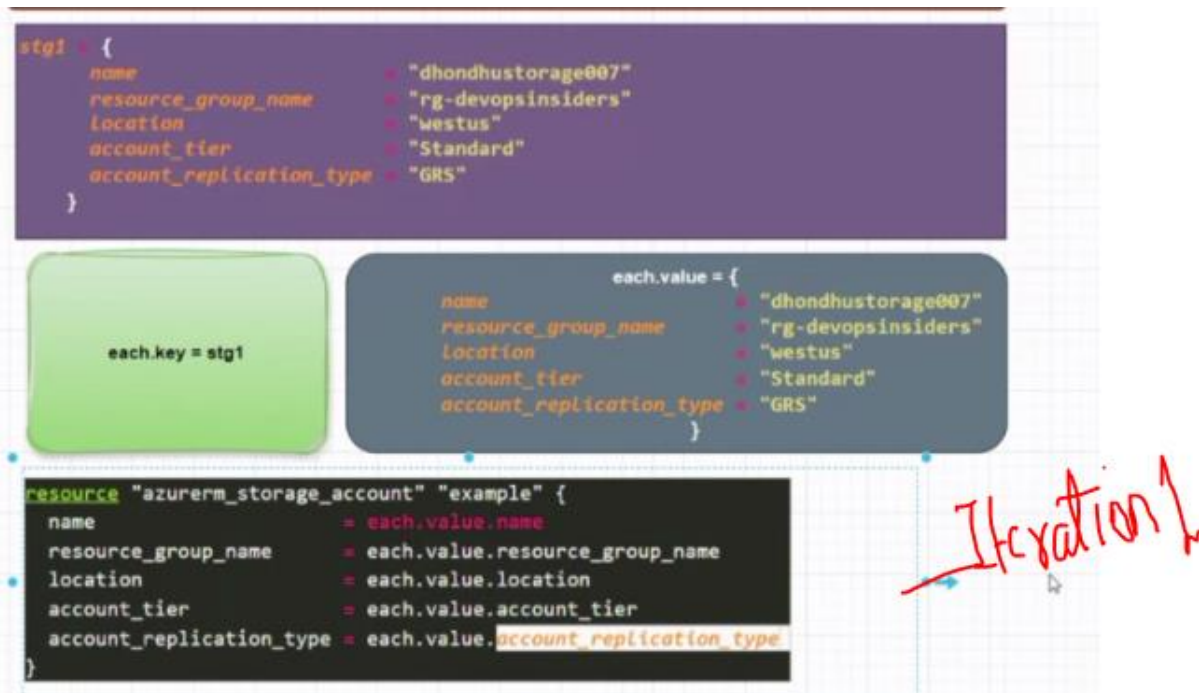 stg1 = {
name = "dhondhustorage007"
resource_group_name = "rg-devopsinsiders"
location = "westus"
account_tier = "Standard"
account_replication_type = "GRS"
}
each.key = stg1
each.value = {
name = "dhondhustorage007"
resource_group_name = "rg-devopsinsiders"
location = "westus"
account_tier = "Standard"
account_replication_type = "GRS"
}
resource "azurerm_storage_account" "example" {
name = each.value.name
resource_group_name = each.value.resource_group_name
location = each.value.location
account_tier = each.value.account_tier
account_replication_type = each.value.account_replication_type
}
Iteration 1